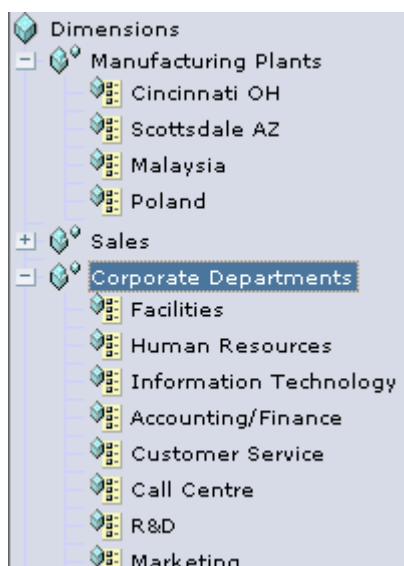 Dimensions
Manufacturing Plants
Cincinnati OH
Scottsdale AZ
Malaysia
Poland
Sales
Corporate Departments
Facilities
Human Resources
Information Technology
Accounting/Finance
Customer Service
Call Centre
R&D
Marketing